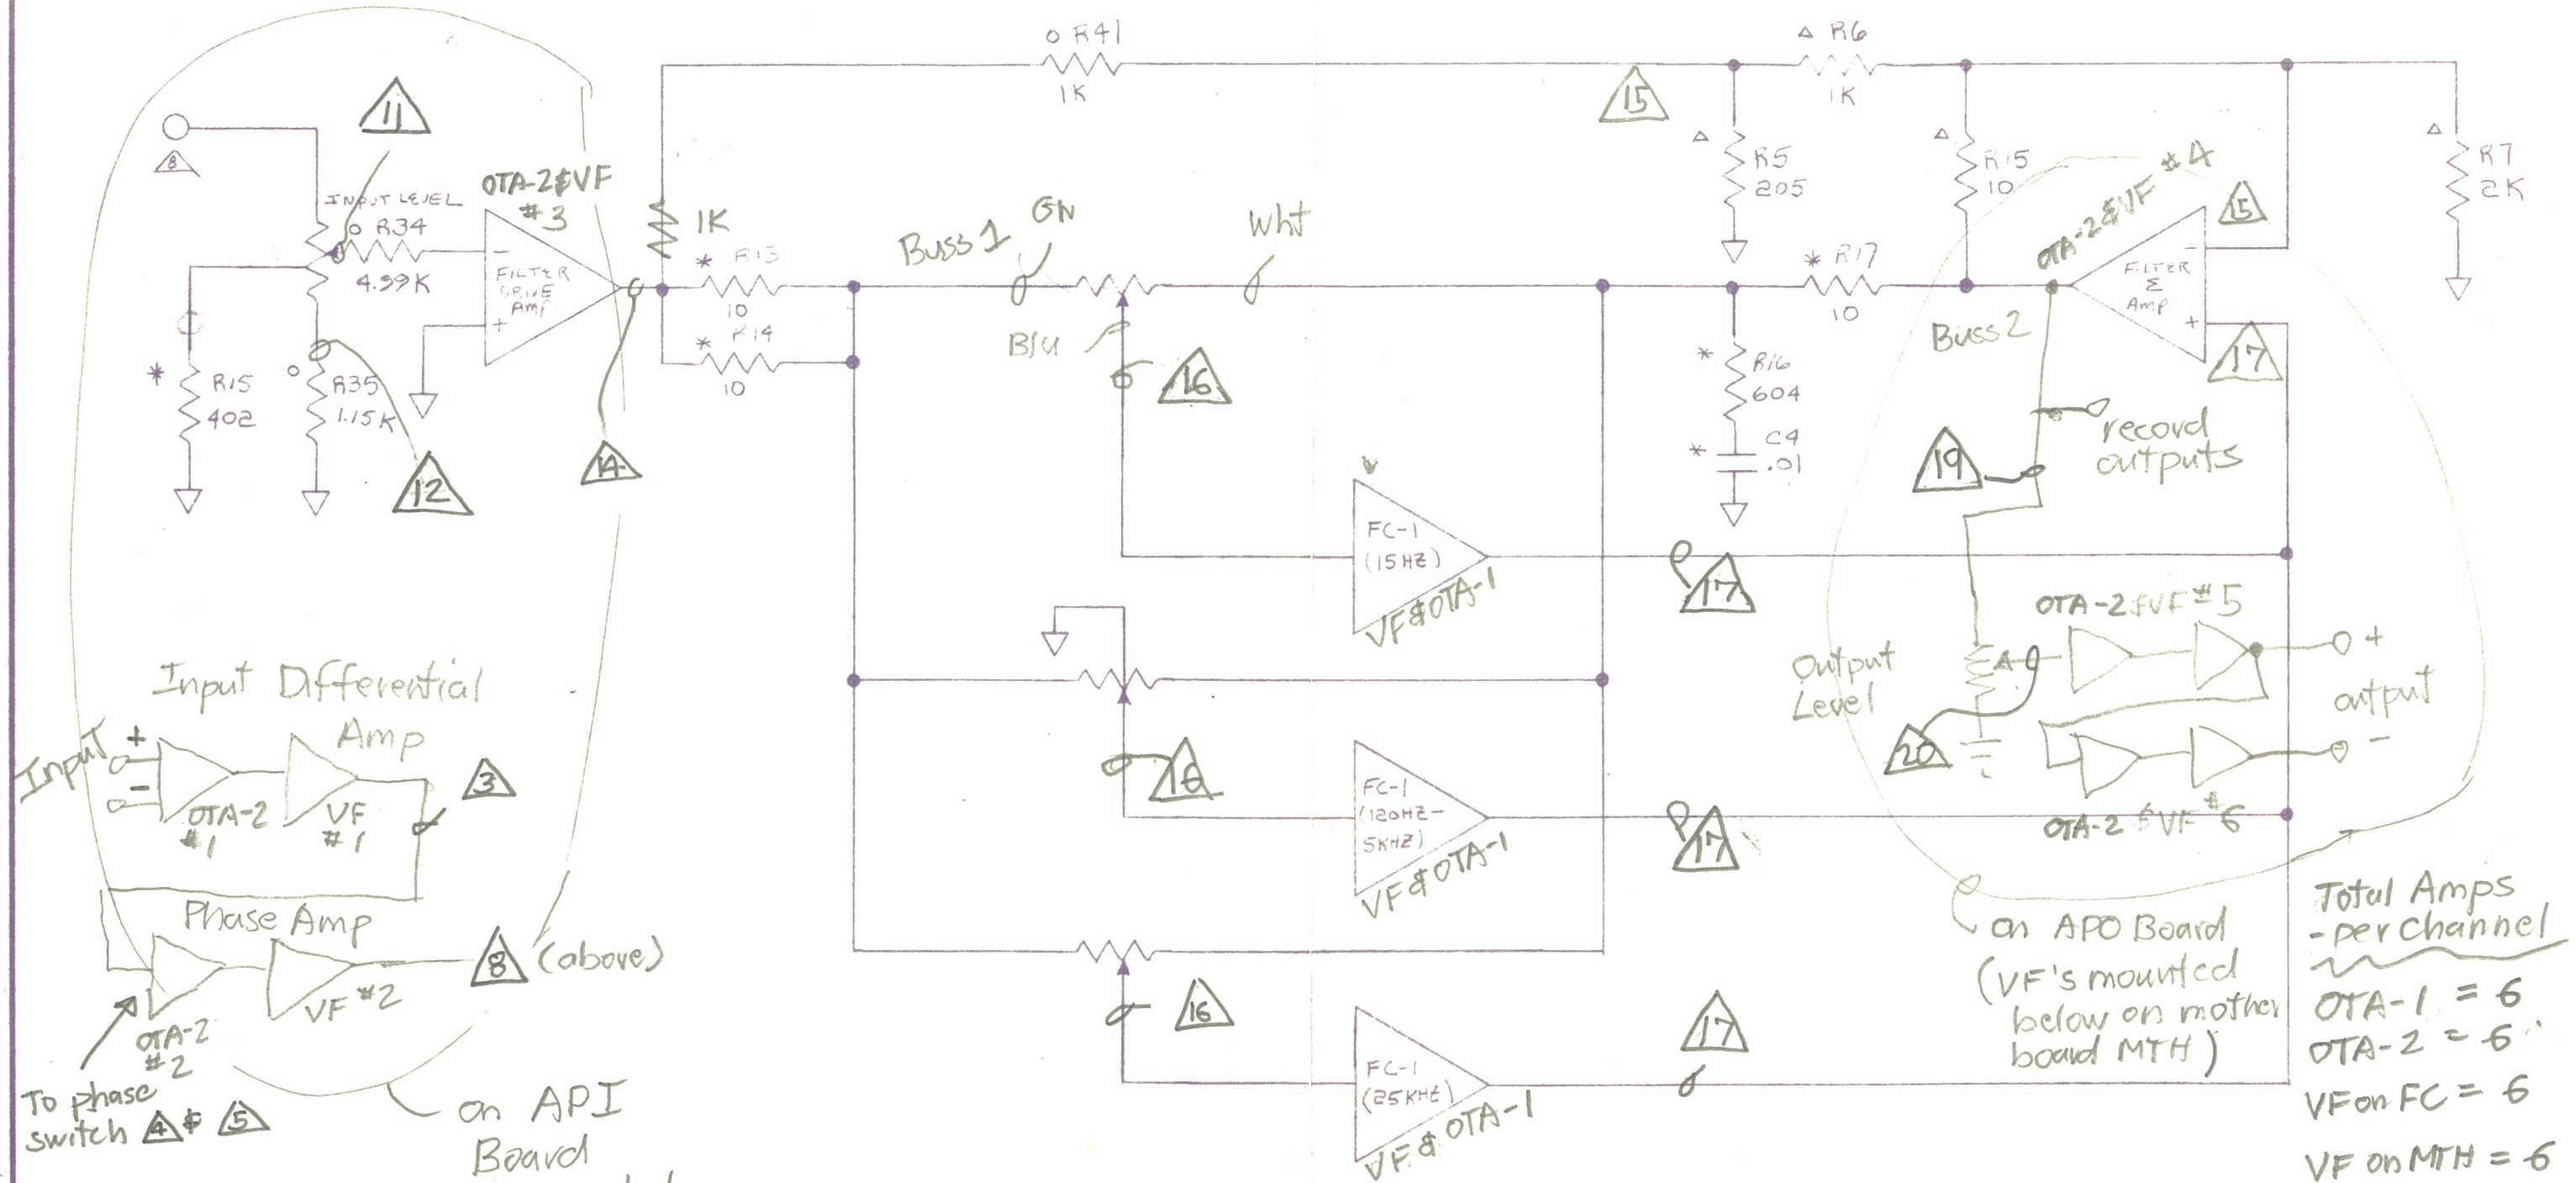 o R41
1K
△ R6
1K
11
8
INPUT LEVEL
o R34
4.99K
OTA-2&VF
#3
FILTER
DRIVE
AMP
−
+
* R15
402
o R35
1.15K
12
14
1K
* R13
10
* R14
10
Buss 1
GN
Wht
Blu
16
15
△ R5
205
△ R15
10
* R17
10
* R16
604
* C4
.01
OTA-2&VF #4
15
FILTER
Σ
AMP
−
+
Buss 2
17
△ R7
2K
19
record
outputs
FC-1
(15HZ)
VF&OTA-1
17
Input Differential
Amp
Input
+
−
OTA-2
#1
VF
#1
3
Phase Amp
OTA-2
#2
VF #2
8 (above)
To phase
switch 4 & 5
on API
Board
16
FC-1
(120HZ-
5KHZ)
VF&OTA-1
17
16
FC-1
(25KHZ)
VF&OTA-1
17
Output
Level
20
OTA-2&VF #5
+
output
−
OTA-2&VF #6
on APO Board
(VF's mounted
below on mother
board MTH)
Total Amps
-per Channel
OTA-1 = 6
OTA-2 = 6
VF on FC = 6
VF on MTH = 6